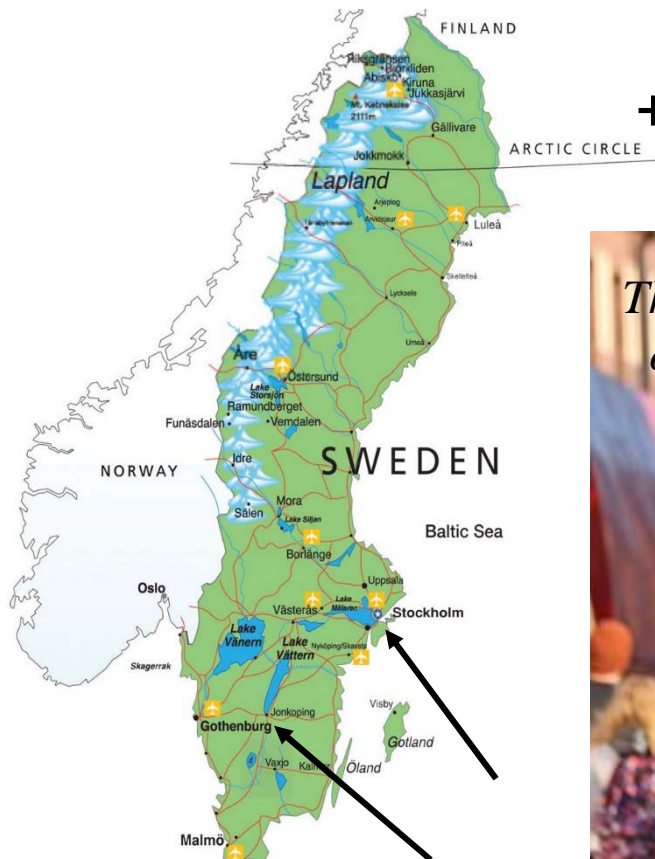 FINLAND
+
Riksgränsen
Björkliden
Abisko
Kiruna
Jukkasjärvi
Mt. Kebnekaise
2111m.
Gällivare
ARCTIC CIRCLE
Jokkmokk
Lapland
Arjeplog
Arvidsjaur
Luleå
Piteå
Skellefteå
Lycksele
Umeå
Åre
Östersund
Lake
Storsjön
Ramundberget
Funäsdalen
Vemdalen
SWEDEN
Idre
NORWAY
Mora
Sälen
Lake Siljan
Baltic Sea
Borlänge
Uppsala
Oslo
Lake
Mälaren
Västerås
Stockholm
Lake
Vänern
Lake
Vättern
Nyköping/Skavsta
Skagerrak
Visby
Jonkoping
Gothenburg
Gotland
Vaxjo
Kalmar
Öland
Malmö